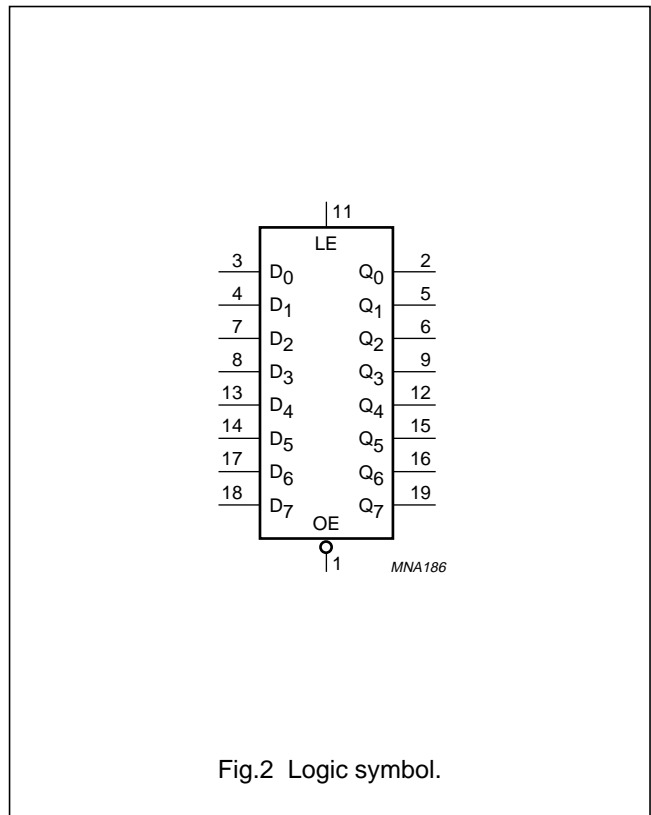 11
LE
3 D0 Q0 2
4 D1 Q1 5
7 D2 Q2 6
8 D3 Q3 9
13 D4 Q4 12
14 D5 Q5 15
17 D6 Q6 16
18 D7 Q7 19
OE
1 MNA186
Fig.2 Logic symbol.